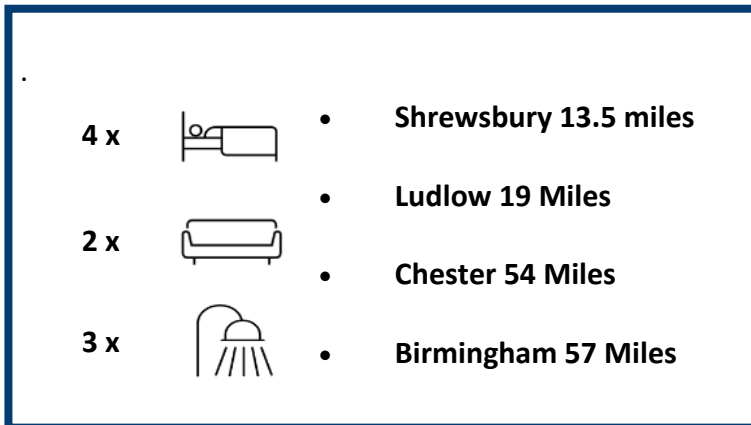 .
4 x
2 x
3 x
• Shrewsbury 13.5 miles
• Ludlow 19 Miles
• Chester 54 Miles
• Birmingham 57 Miles